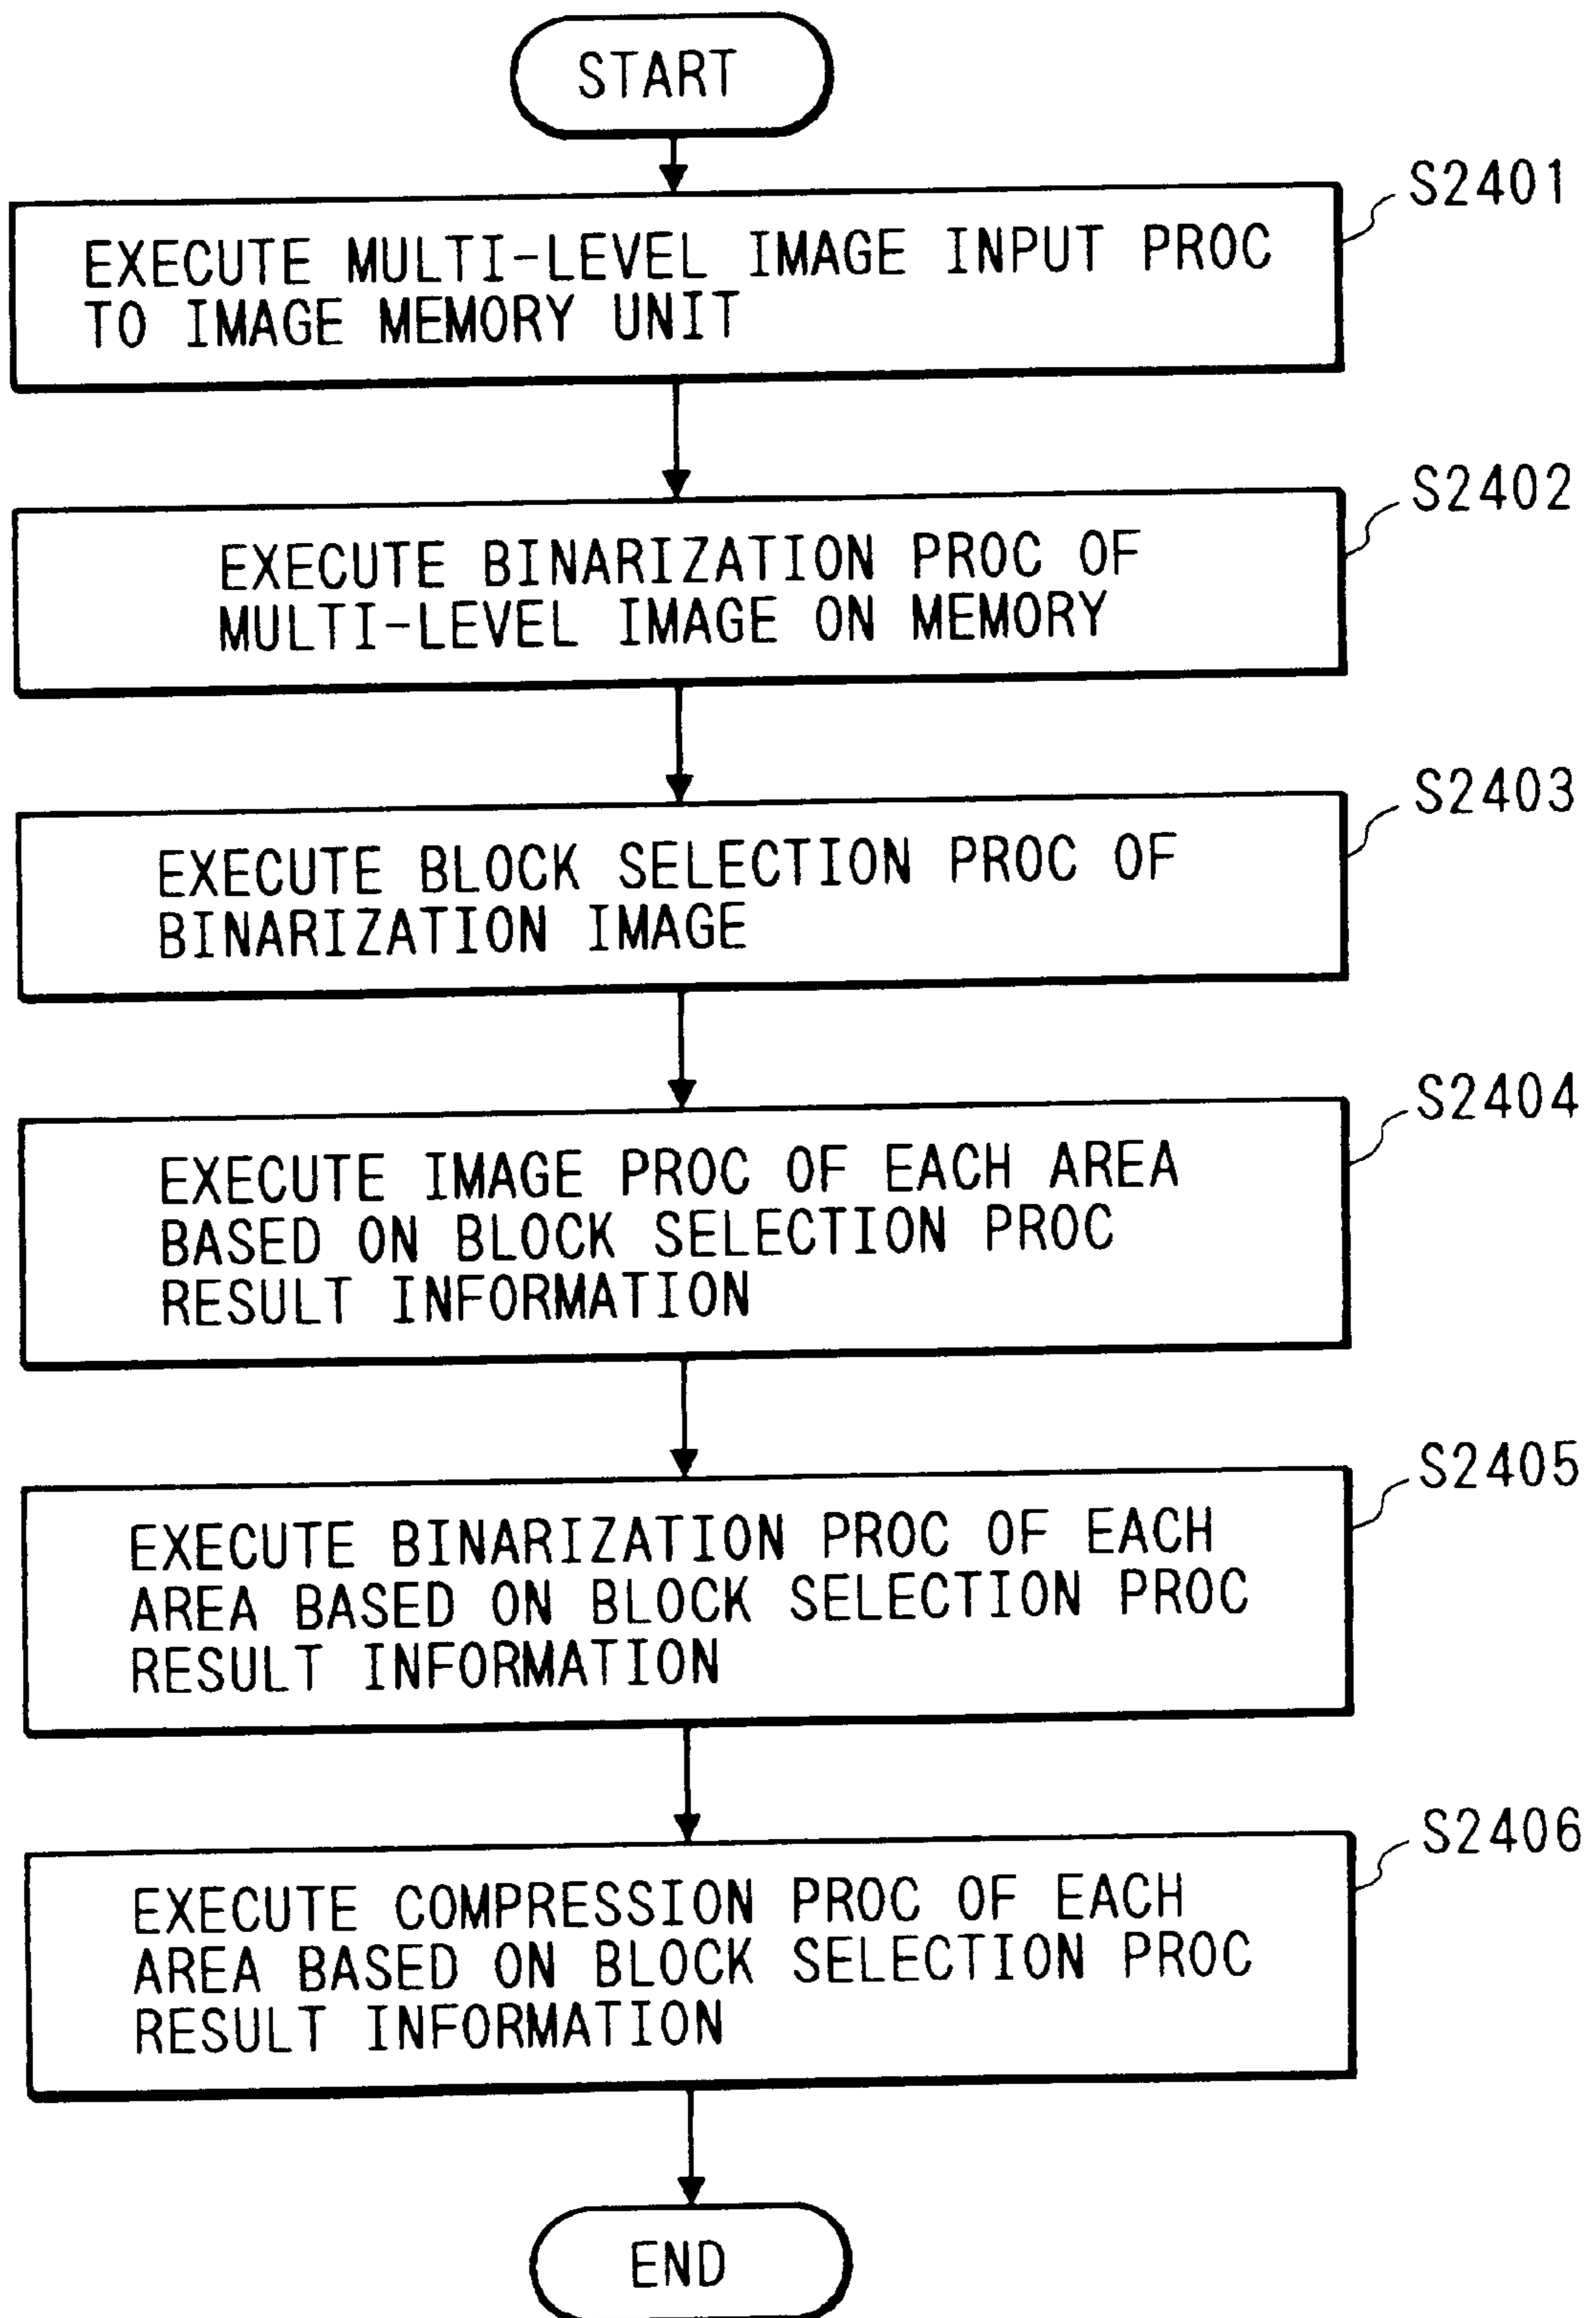 START
S2401
EXECUTE MULTI-LEVEL IMAGE INPUT PROC
TO IMAGE MEMORY UNIT
S2402
EXECUTE BINARIZATION PROC OF
MULTI-LEVEL IMAGE ON MEMORY
S2403
EXECUTE BLOCK SELECTION PROC OF
BINARIZATION IMAGE
S2404
EXECUTE IMAGE PROC OF EACH AREA
BASED ON BLOCK SELECTION PROC
RESULT INFORMATION
S2405
EXECUTE BINARIZATION PROC OF EACH
AREA BASED ON BLOCK SELECTION PROC
RESULT INFORMATION
S2406
EXECUTE COMPRESSION PROC OF EACH
AREA BASED ON BLOCK SELECTION PROC
RESULT INFORMATION
END